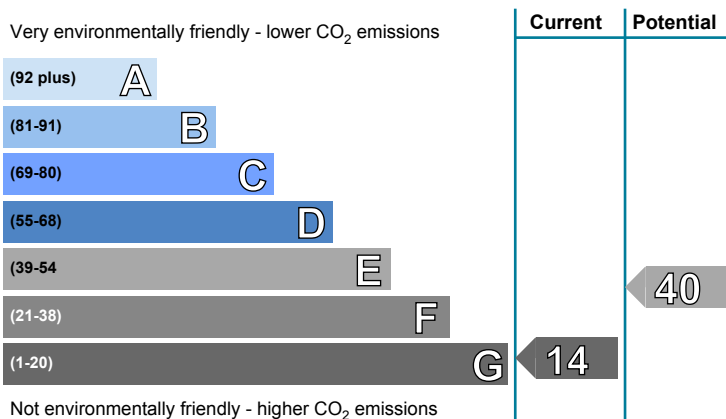 Current Potential
Very environmentally friendly - lower CO₂ emissions
(92 plus) A
(81-91) B
(69-80) C
(55-68) D
(39-54 E
40
(21-38) F
(1-20) G 14
Not environmentally friendly - higher CO₂ emissions